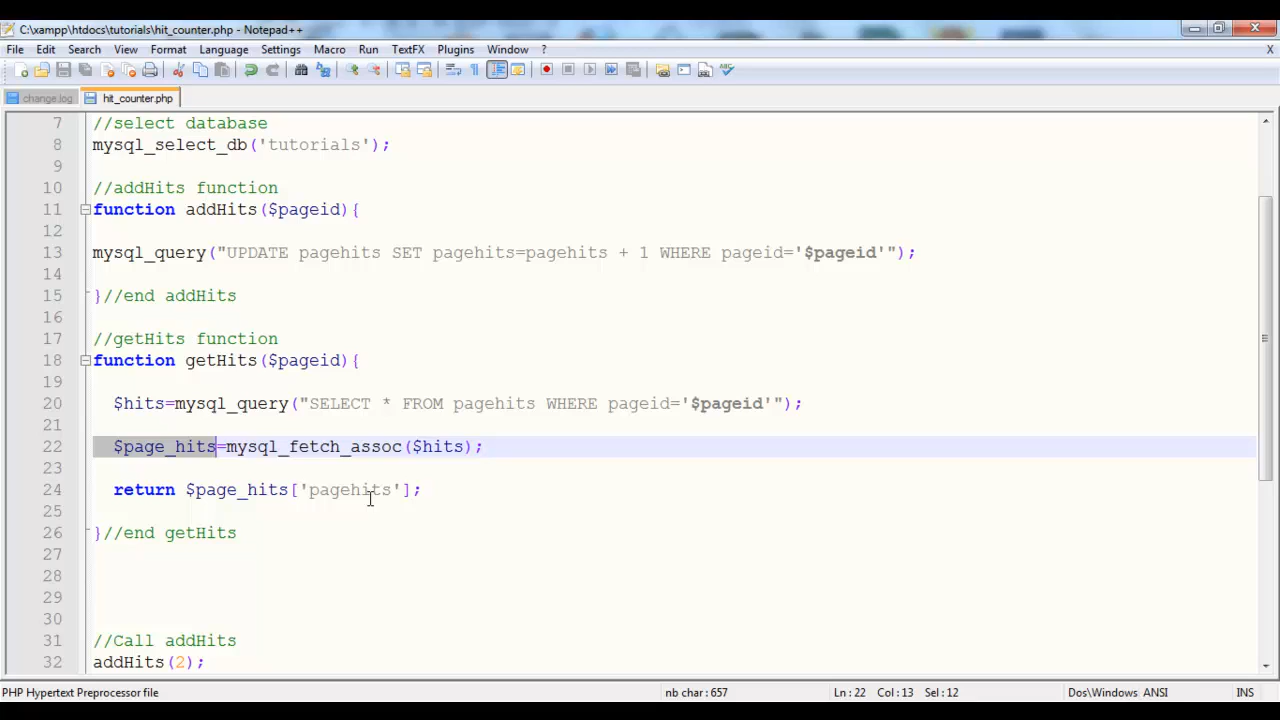 C:\xampp\htdocs\tutorials\hit_counter.php - Notepad++
File Edit Search View Format Language Settings Macro Run TextFX Plugins Window ? X
change.log hit_counter.php
7 //select database
8 mysql_select_db('tutorials');
9
10 //addHits function
11 function addHits($pageid){
12
13 mysql_query("UPDATE pagehits SET pagehits=pagehits + 1 WHERE pageid='$pageid'");
14
15 }//end addHits
16
17 //getHits function
18 function getHits($pageid){
19
20 $hits=mysql_query("SELECT * FROM pagehits WHERE pageid='$pageid'");
21
22 $page_hits=mysql_fetch_assoc($hits);
23
24 return $page_hits['pagehits'];
25
26 }//end getHits
27
28
29
30
31 //Call addHits
32 addHits(2);
PHP Hypertext Preprocessor file nb char : 657 Ln : 22 Col : 13 Sel : 12 Dos\Windows ANSI INS